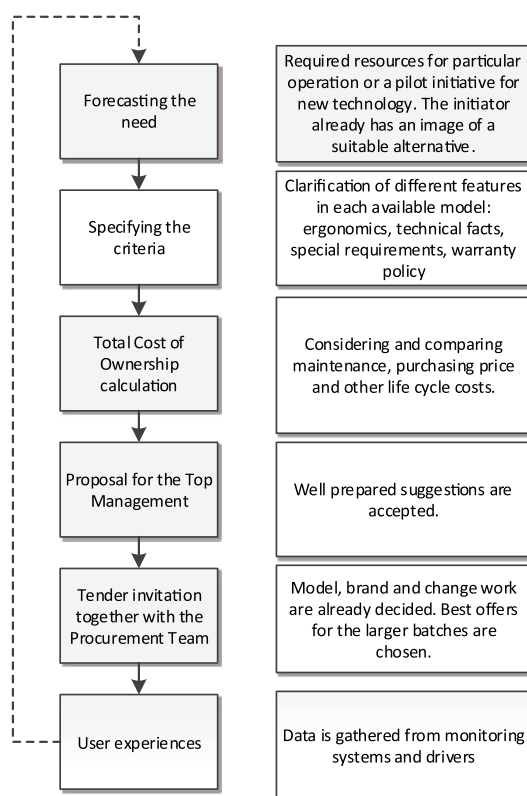 Forecasting the
need
Required resources for particular
operation or a pilot initiative for
new technology. The initiator
already has an image of a
suitable alternative.
Specifying the
criteria
Clarification of different features
in each available model:
ergonomics, technical facts,
special requirements, warranty
policy
Total Cost of
Ownership
calculation
Considering and comparing
maintenance, purchasing price
and other life cycle costs.
Proposal for the Top
Management
Well prepared suggestions are
accepted.
Tender invitation
together with the
Procurement Team
Model, brand and change work
are already decided. Best offers
for the larger batches are
chosen.
User experiences
Data is gathered from monitoring
systems and drivers